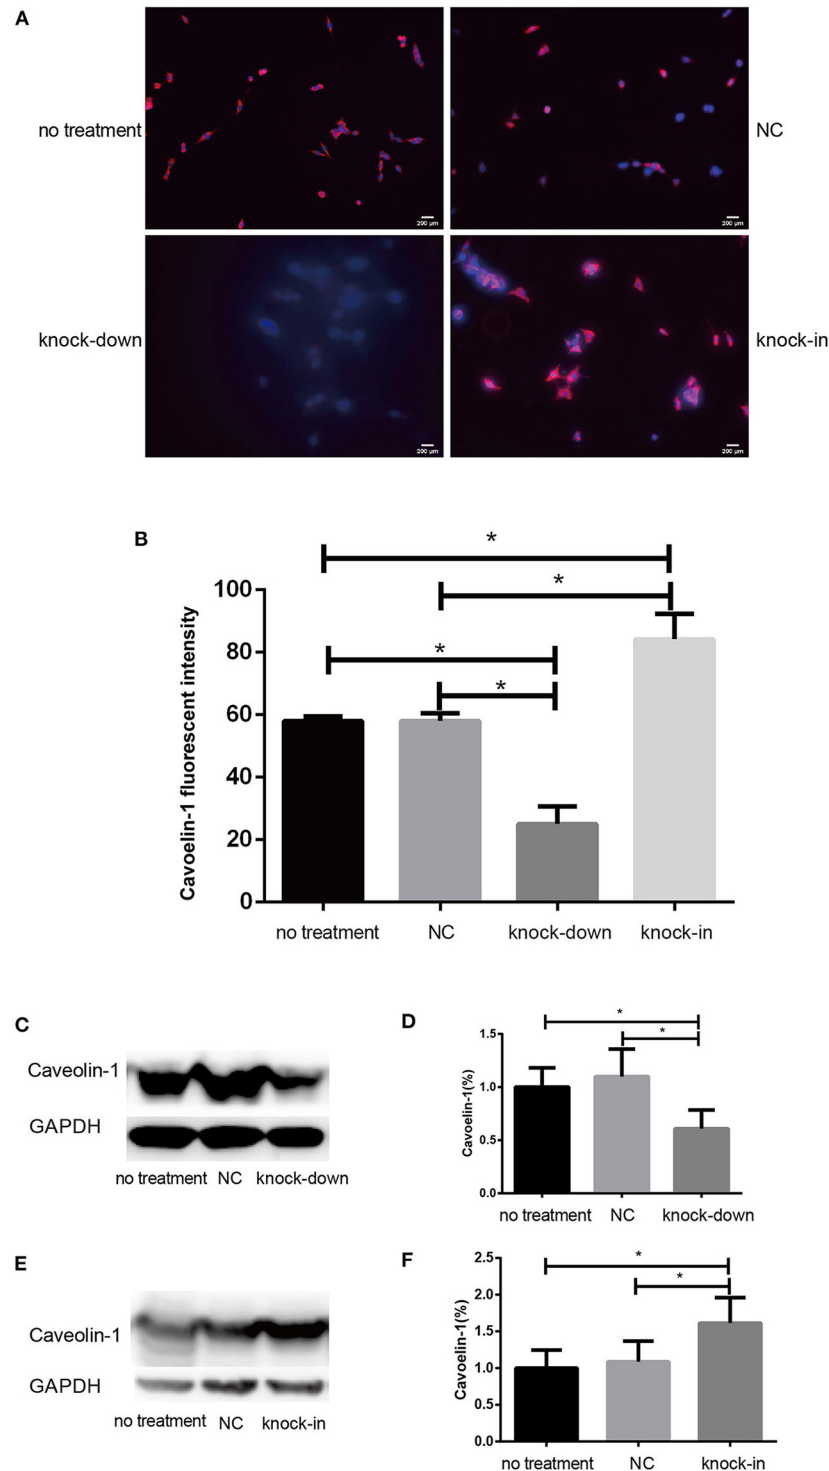 A
no treatment
NC
200 µm
200 µm
knock-down
knock-in
200 µm
200 µm
B
*
*
*
*
Cavoelin-1 fluorescent intensity
100
80
60
40
20
0
no treatment NC knock-down knock-in
C
Caveolin-1
GAPDH
no treatment NC knock-down
D
*
*
Cavoelin-1(%)
1.5
1.0
0.5
0.0
no treatment NC knock-down
E
Caveolin-1
GAPDH
no treatment NC knock-in
F
*
*
Cavoelin-1(%)
2.5
2.0
1.5
1.0
0.5
0.0
no treatment NC knock-in